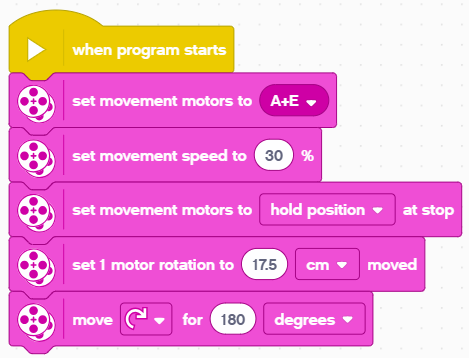 when program starts
set movement motors to A+E
set movement speed to 30 %
set movement motors to hold position at stop
set 1 motor rotation to 17.5 cm moved
move for 180 degrees